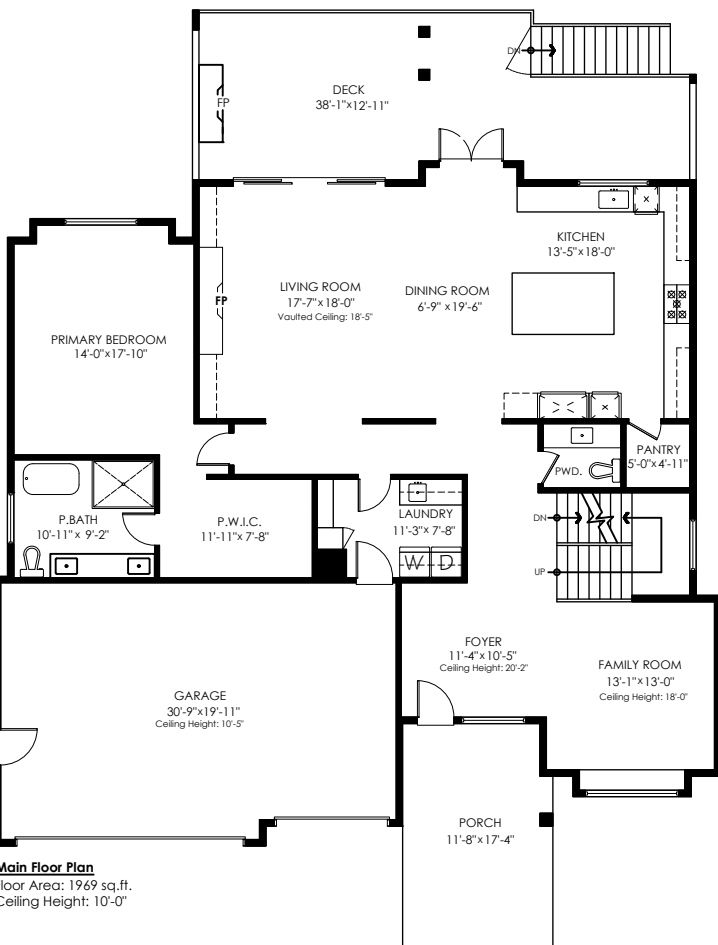 DN
DECK
38'-1"x12'-11"
FP
KITCHEN
13'-5"x18'-0"
LIVING ROOM
17'-7"x18'-0"
Vaulted Ceiling: 18'-5"
DINING ROOM
6'-9" x 19'-6"
FP
PRIMARY BEDROOM
14'-0"x17'-10"
PANTRY
5'-0"x4'-11"
PWD.
P.BATH
10'-11"x 9'-2"
P.W.I.C.
11'-11"x 7'-8"
LAUNDRY
11'-3"x 7'-8"
W D
DN
UP
FOYER
11'-4"x10'-5"
Ceiling Height: 20'-2"
FAMILY ROOM
13'-1"x13'-0"
Ceiling Height: 18'-0"
GARAGE
30'-9"x19'-11"
Ceiling Height: 10'-5"
PORCH
11'-8"x17'-4"
Main Floor Plan
Floor Area: 1969 sq.ft.
Ceiling Height: 10'-0"